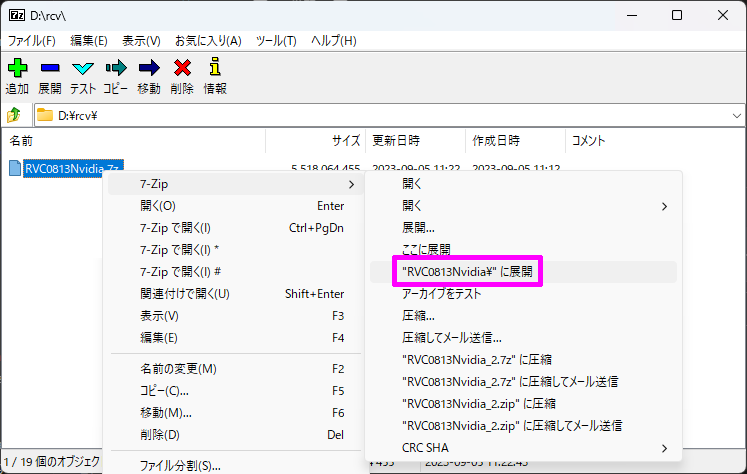 D:\rcv\
ファイル(F) 編集(E) 表示(V) お気に入り(A) ツール(T) ヘルプ(H)
追加 展開 テスト コピー 移動 削除 情報
D:¥rcv¥
名前 サイズ 更新日時 作成日時 コメント
RVC0813Nvidia.7z 5 518 064 455 2023-09-05 11:22 2023-09-05 11:12
7-Zip
開く(O) Enter
7-Zip で開く(I) Ctrl+PgDn
7-Zip で開く(I) *
7-Zip で開く(I) #
関連付けで開く(U) Shift+Enter
表示(V) F3
編集(E) F4
名前の変更(M) F2
コピー(C)... F5
移動(M)... F6
削除(D) Del
ファイル分割(S)...
開く
開く
展開...
ここに展開
"RVC0813Nvidia¥" に展開
アーカイブをテスト
圧縮...
圧縮してメール送信...
"RVC0813Nvidia_2.7z" に圧縮
"RVC0813Nvidia_2.7z" に圧縮してメール送信
"RVC0813Nvidia_2.zip" に圧縮
"RVC0813Nvidia_2.zip" に圧縮してメール送信
CRC SHA
1 / 19 個のオブジェク 455 2023-09-05 11:22:43